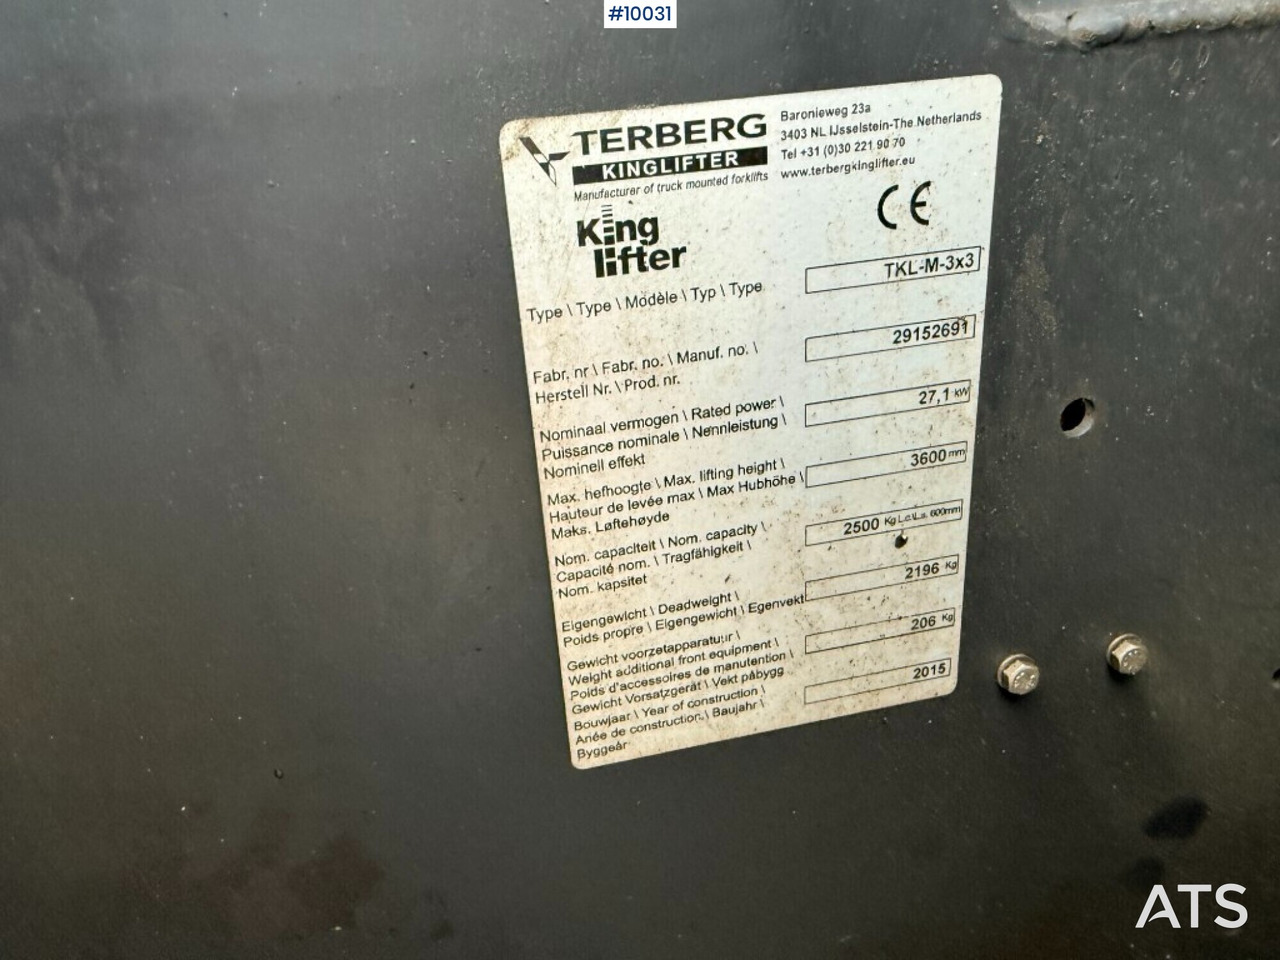 #10031
TERBERG
KINGLIFTER
Manufacturer of truck mounted forklifts
Baronieweg 23a
3403 NL IJsselstein-The Netherlands
Tel +31 (0)30 221 90 70
www.terbergkinglifter.eu
CE
King
lifter
Type \ Type \ Modèle \ Typ \ Type
TKL-M-3x3
Fabr. nr \ Fabr. no. \ Manuf. no. \
Herstell Nr. \ Prod. nr.
29152691
Nominaal vermogen \ Rated power \
Puissance nominale \ Nennleistung \
Nominell effekt
27,1 kW
Max. hefhoogte \ Max. lifting height \
Hauteur de levée max \ Max Hubhöhe \
Maks. Løftehøyde
3600 mm
Nom. capaciteit \ Nom. capacity \
Capacité nom. \ Tragfähigkeit \
Nom. kapsitet
2500 Kg L.c.\L.s. 600mm
Eigengewicht \ Deadweight \
Poids propre \ Eigengewicht \ Egenvekt
2196 Kg
Gewicht voorzetapparatuur \
Weight additional front equipment \
Poids d'accessoires de manutention \
Gewicht Vorsatzgerät \ Vekt påbygg
206 Kg
Bouwjaar \ Year of construction \
Anée de construction \ Baujahr \
Byggeår
2015
ATS